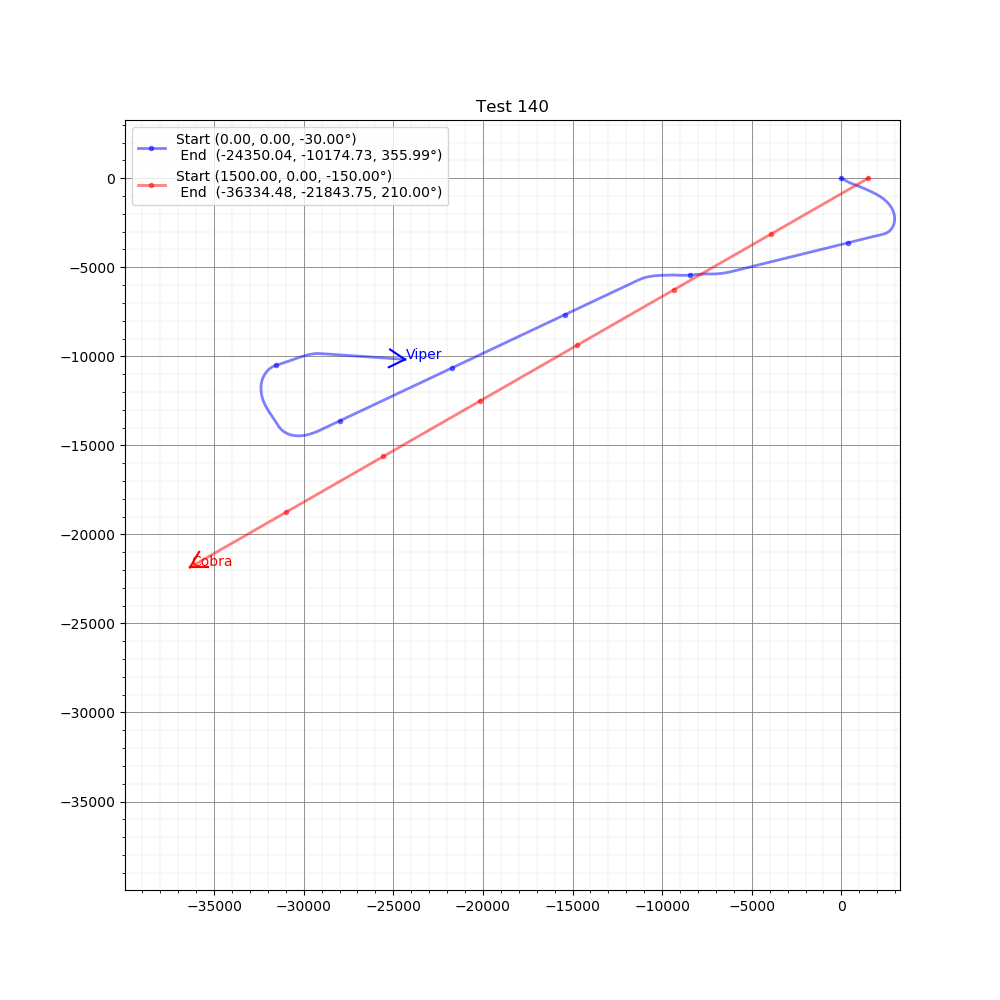 Test 140
Start (0.00, 0.00, -30.00°)
End (-24350.04, -10174.73, 355.99°)
Start (1500.00, 0.00, -150.00°)
End (-36334.48, -21843.75, 210.00°)
0
−5000
−10000
−15000
−20000
−25000
−30000
−35000
Viper
Cobra
−35000 −30000 −25000 −20000 −15000 −10000 −5000 0